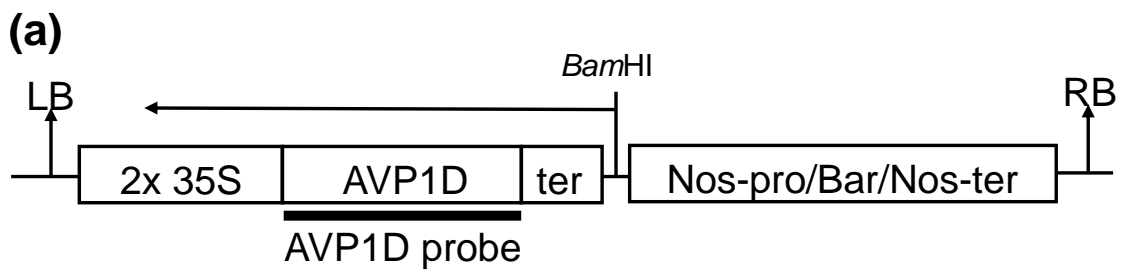 (a)
BamHI
LB
RB
2x 35S
AVP1D
ter
Nos-pro/Bar/Nos-ter
AVP1D probe